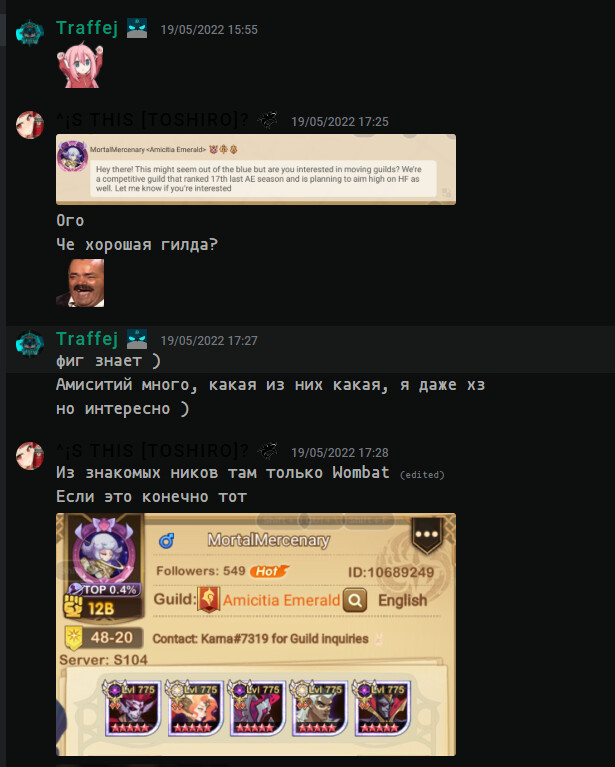 Traffej 19/05/2022 15:55
^¡S THIS [TOSHIRO]? 19/05/2022 17:25
MortalMercenary <Amicitia Emerald>
Hey there! This might seem out of the blue but are you interested in moving guilds? We're
a competitive guild that ranked 17th last AE season and is planning to aim high on HF as
well. Let me know if you're interested
Ого
Че хорошая гилда?
Traffej 19/05/2022 17:27
фиг знает )
Амиситий много, какая из них какая, я даже хз
но интересно )
^¡S THIS [TOSHIRO]? 19/05/2022 17:28
Из знакомых ников там только Wombat (edited)
Если это конечно тот
MortalMercenary
Followers: 549 Hot ID:10689249
TOP 0.4%
12B
Guild: Amicitia Emerald English
48-20 Contact: Kama#7319 for Guild inquiries
Server: S104
Lvl 775 Lvl 775 Lvl 775 Lvl 775 Lvl 775